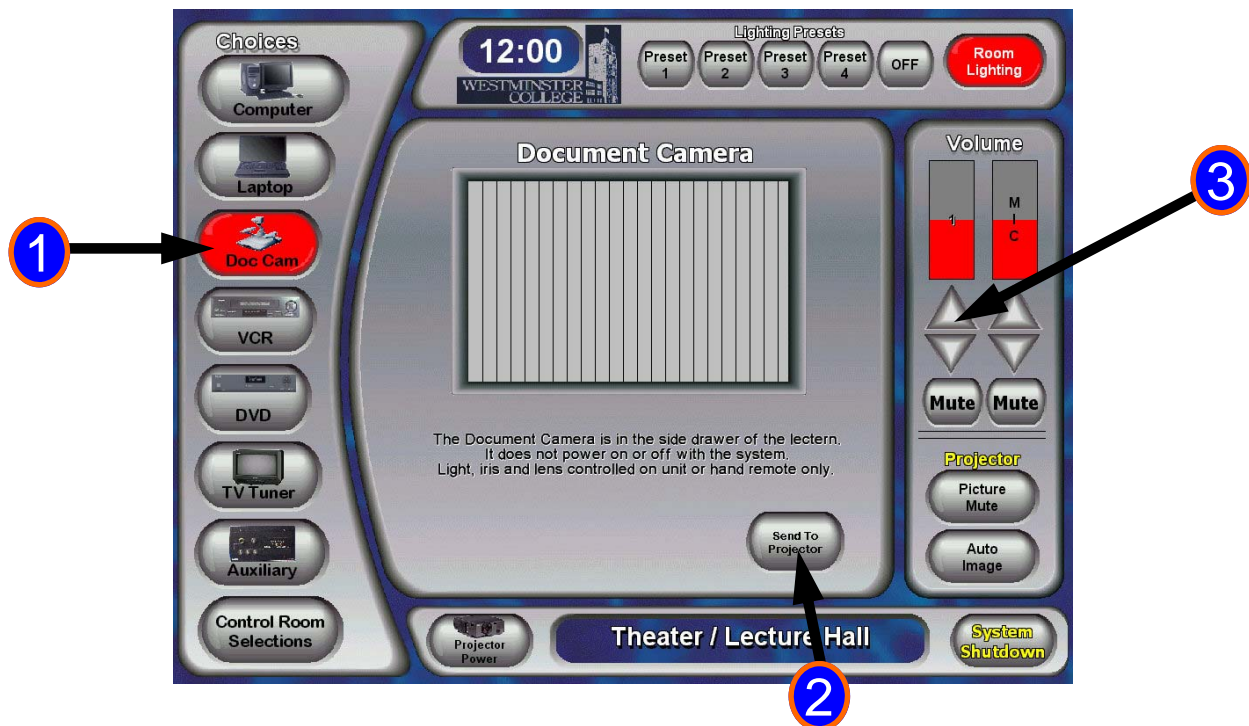 Choices
Computer
Laptop
Doc Cam
VCR
DVD
TV Tuner
Auxiliary
Control Room
Selections
12:00
WESTMINSTER
COLLEGE
Lighting Presets
Preset
1
Preset
2
Preset
3
Preset
4
OFF
Room
Lighting
Document Camera
The Document Camera is in the side drawer of the lectern.
It does not power on or off with the system.
Light, iris and lens controlled on unit or hand remote only.
Send To
Projector
Volume
1
M
I
C
Mute
Mute
Projector
Picture
Mute
Auto
Image
Projector
Power
Theater / Lecture Hall
System
Shutdown
1
2
3